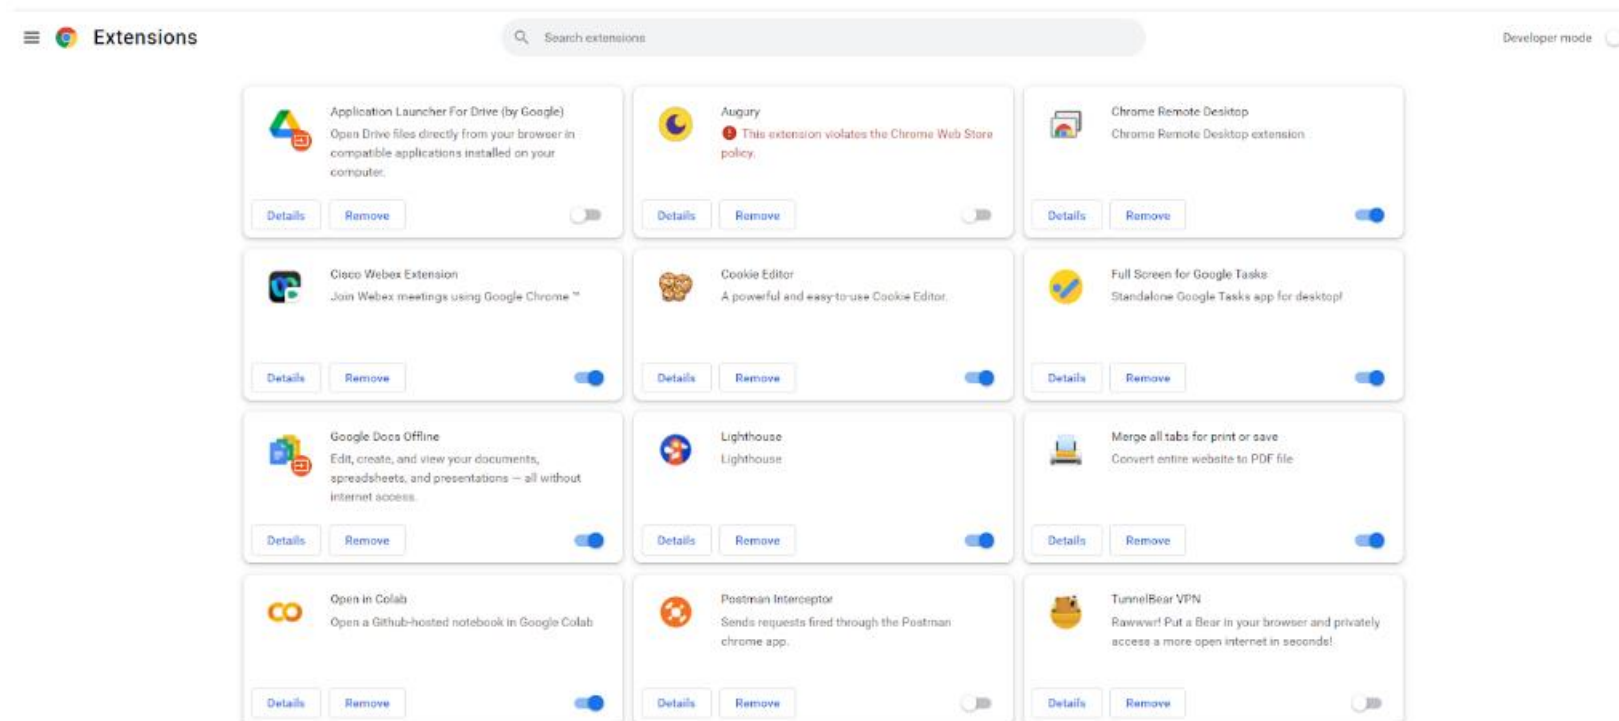 Extensions
Search extensions
Developer mode
Application Launcher For Drive (by Google)
Open Drive files directly from your browser in
compatible applications installed on your
computer.
Details
Remove
Augury
This extension violates the Chrome Web Store
policy.
Details
Remove
Chrome Remote Desktop
Chrome Remote Desktop extension
Details
Remove
Cisco Webex Extension
Join Webex meetings using Google Chrome ™
Details
Remove
Cookie Editor
A powerful and easy-to-use Cookie Editor.
Details
Remove
Full Screen for Google Tasks
Standalone Google Tasks app for desktop!
Details
Remove
Google Docs Offline
Edit, create, and view your documents,
spreadsheets, and presentations — all without
internet access.
Details
Remove
Lighthouse
Lighthouse
Details
Remove
Merge all tabs for print or save
Convert entire website to PDF file
Details
Remove
Open in Colab
Open a Github-hosted notebook in Google Colab
Details
Remove
Postman Interceptor
Sends requests fired through the Postman
chrome app.
Details
Remove
TunnelBear VPN
Rawwwr! Put a Bear in your browser and privately
access a more open internet in seconds!
Details
Remove